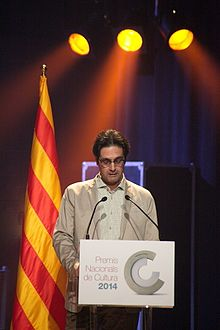 Premis
Nacionals
de Cultura
2014